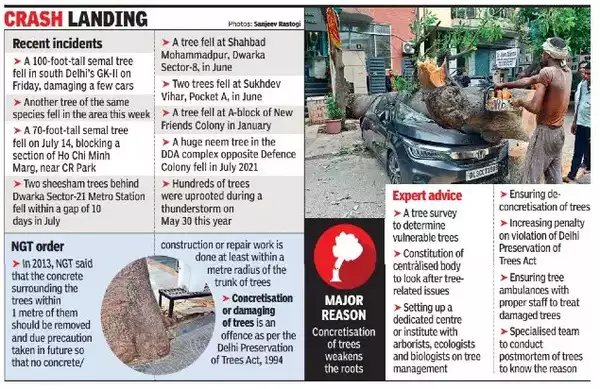 CRASH LANDING
Photos: Sanjeev Rastogi
Recent incidents
➤ A 100-foot-tall semal tree
fell in south Delhi's GK-II on
Friday, damaging a few cars
➤ Another tree of the same
species fell in the area this week
➤ A 70-foot-tall semal tree
fell on July 14, blocking a
section of Ho Chi Minh
Marg, near CR Park
➤ Two sheesham trees behind
Dwarka Sector-21 Metro Station
fell within a gap of 10
days in July
➤ A tree fell at Shahbad
Mohammadpur, Dwarka
Sector-8, in June
➤ Two trees fell at Sukhdev
Vihar, Pocket A, in June
➤ A tree fell at A-block of New
Friends Colony in January
➤ A huge neem tree in the
DDA complex opposite Defence
Colony fell in July 2021
➤ Hundreds of trees
were uprooted during a
thunderstorm on
May 30 this year
NGT order
➤ In 2013, NGT said
that the concrete
surrounding the
trees within
1 metre of them
should be removed
and due precaution
taken in future so
that no concrete/
construction or repair work is
done at least within a
metre radius of the
trunk of trees
➤ Concretisation
or damaging
of trees is an
offence as per the
Delhi Preservation
of Trees Act, 1994
MAJOR
REASON
Concretisation
of trees
weakens
the roots
Expert advice
➤ A tree survey
to determine
vulnerable trees
➤ Constitution of
centralised body
to look after tree-
related issues
➤ Setting up a
dedicated centre
or institute with
arborists, ecologists
and biologists on tree
management
➤ Ensuring de-
concretisation of trees
➤ Increasing penalty
on violation of Delhi
Preservation of
Trees Act
➤ Ensuring tree
ambulances with
proper staff to treat
damaged trees
➤ Specialised team
to conduct
postmortem of trees
to know the reason